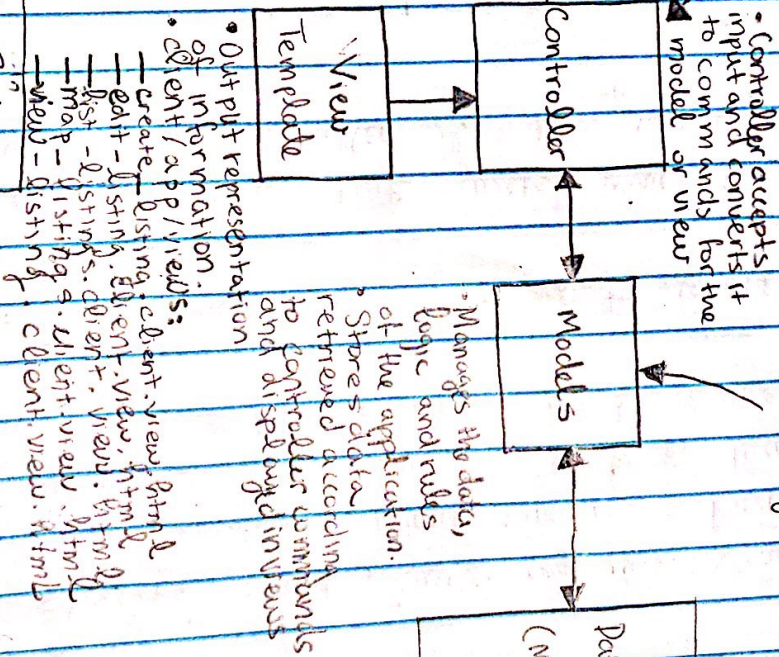 • Controller accepts
input and converts it
to commands for the
model or view
Controller
Models
View
Template
• Manages the data,
logic and rules
of the application.
• Stores data
retrieved according
to controller commands
and displayed in views
• Output representation
of information.
• client/app/views:
— create_listing.client.view.html
— edit-listing.client.view.html
— list-listings.client.view.html
— map-listings.client.view.html
— view-listing.client.view.html